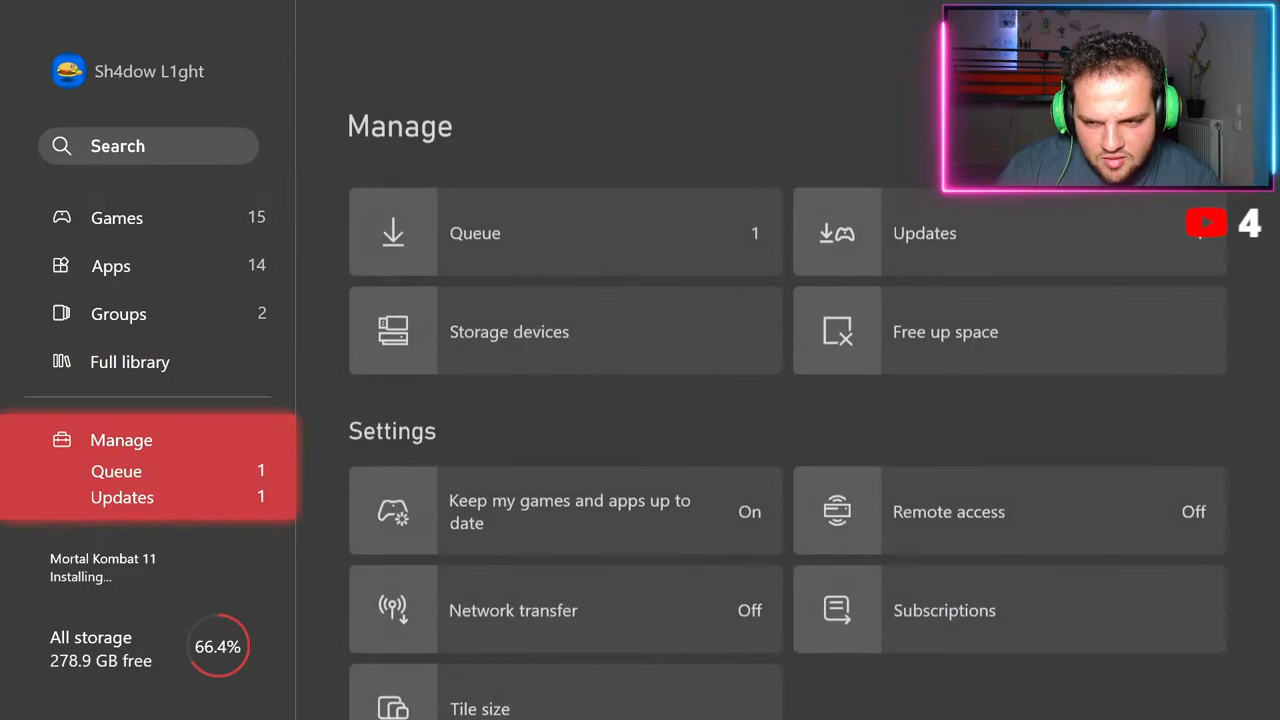 Sh4dow L1ght
Search
Games 15
Apps 14
Groups 2
Full library
Manage
Queue 1
Updates 1
Mortal Kombat 11
Installing...
All storage
278.9 GB free
66.4%
Manage
Queue 1
Updates
Storage devices
Free up space
Settings
Keep my games and apps up to
date
On
Remote access Off
Network transfer Off
Subscriptions
Tile size
4